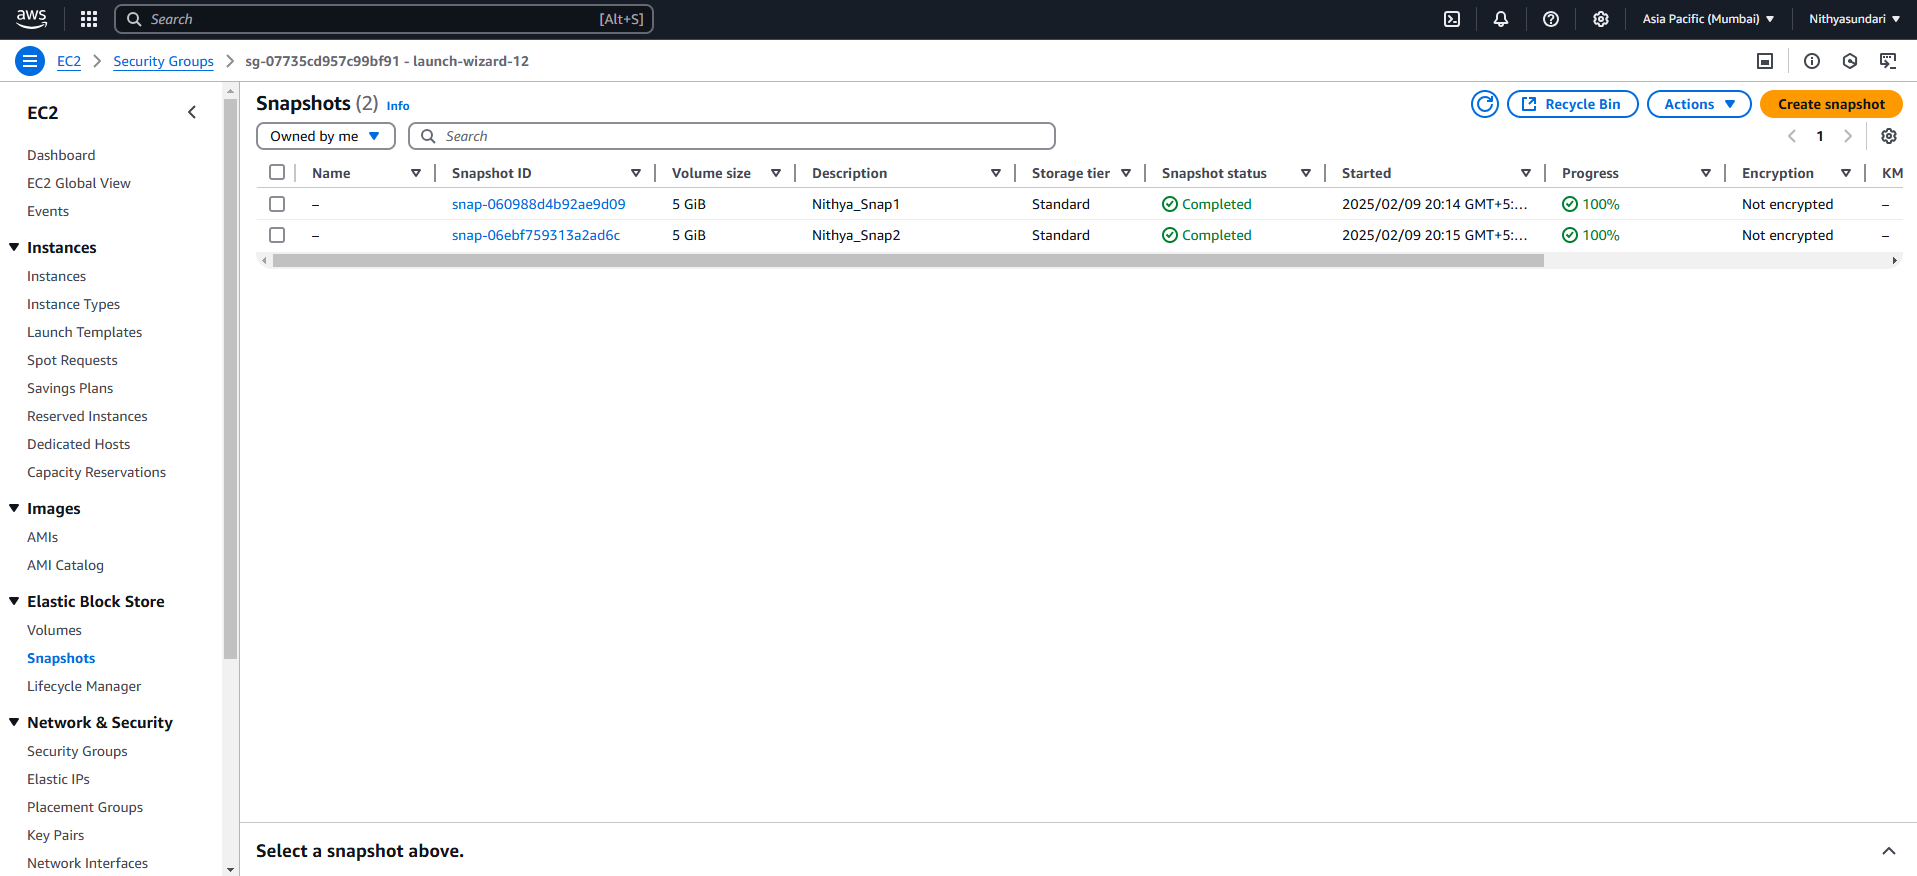 aws Search [Alt+S] Asia Pacific (Mumbai) Nithyasundari
EC2 Security Groups sg-07735cd957c99bf91 - launch-wizard-12
EC2
Dashboard
EC2 Global View
Events
Instances
Instances
Instance Types
Launch Templates
Spot Requests
Savings Plans
Reserved Instances
Dedicated Hosts
Capacity Reservations
Images
AMIs
AMI Catalog
Elastic Block Store
Volumes
Snapshots
Lifecycle Manager
Network & Security
Security Groups
Elastic IPs
Placement Groups
Key Pairs
Network Interfaces
Snapshots (2) Info Recycle Bin Actions Create snapshot
Owned by me Search 1
Name Snapshot ID Volume size Description Storage tier Snapshot status Started Progress Encryption KM
– snap-060988d4b92ae9d09 5 GiB Nithya_Snap1 Standard Completed 2025/02/09 20:14 GMT+5:... 100% Not encrypted –
– snap-06ebf759313a2ad6c 5 GiB Nithya_Snap2 Standard Completed 2025/02/09 20:15 GMT+5:... 100% Not encrypted –
Select a snapshot above.